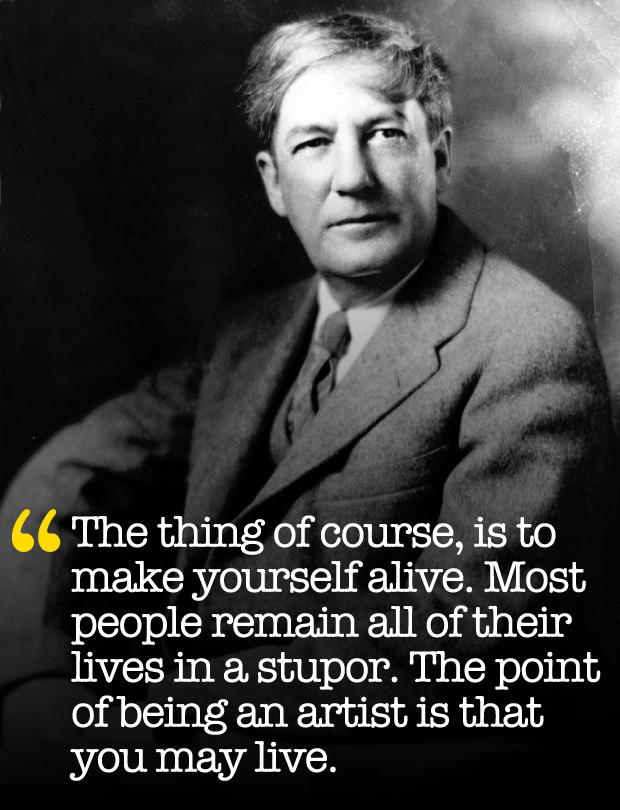 “The thing of course, is to
make yourself alive. Most
people remain all of their
lives in a stupor. The point
of being an artist is that
you may live.